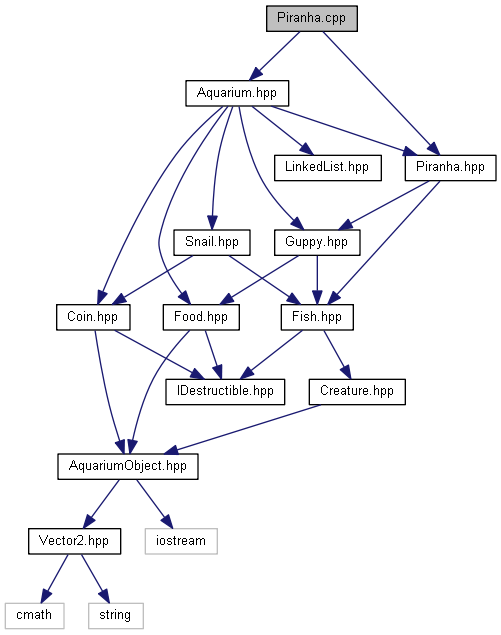 Piranha.cpp
Aquarium.hpp
LinkedList.hpp
Piranha.hpp
Snail.hpp
Guppy.hpp
Coin.hpp
Food.hpp
Fish.hpp
IDestructible.hpp
Creature.hpp
AquariumObject.hpp
Vector2.hpp
iostream
cmath
string